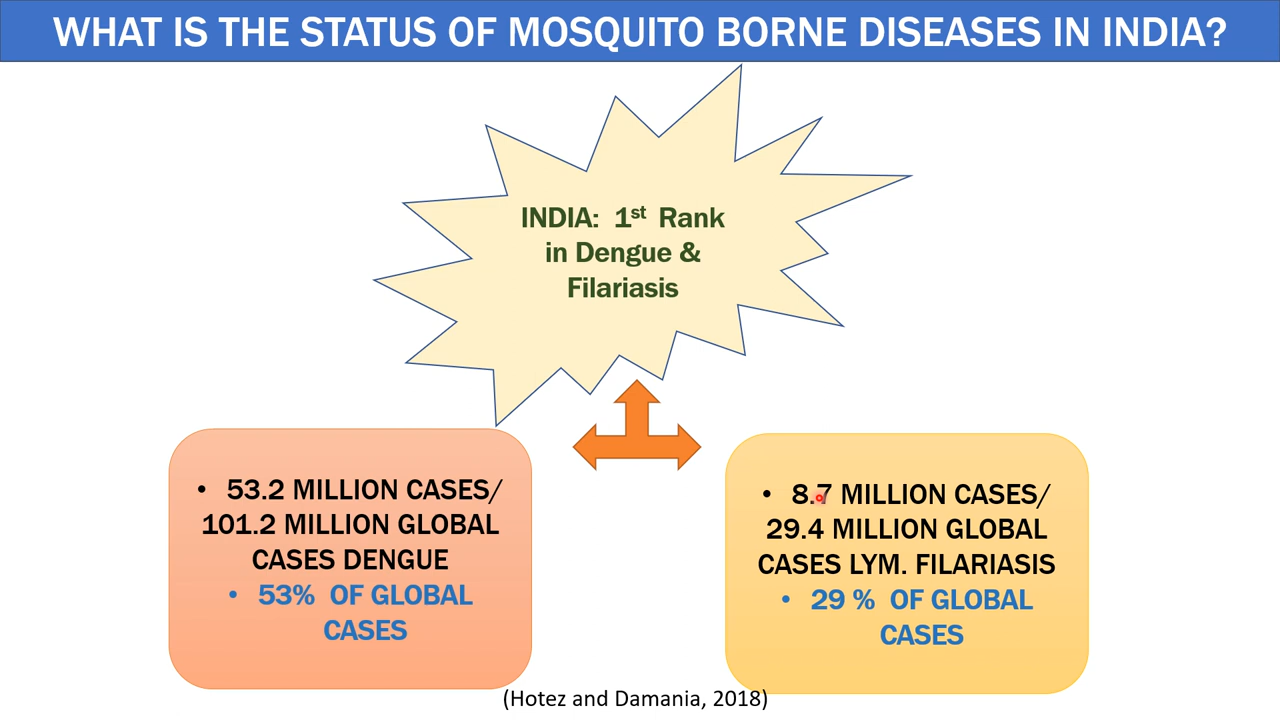 WHAT IS THE STATUS OF MOSQUITO BORNE DISEASES IN INDIA?
INDIA: 1st Rank
in Dengue &
Filariasis
• 53.2 MILLION CASES/
101.2 MILLION GLOBAL
CASES DENGUE
• 53% OF GLOBAL
CASES
• 8.7 MILLION CASES/
29.4 MILLION GLOBAL
CASES LYM. FILARIASIS
• 29 % OF GLOBAL
CASES
(Hotez and Damania, 2018)